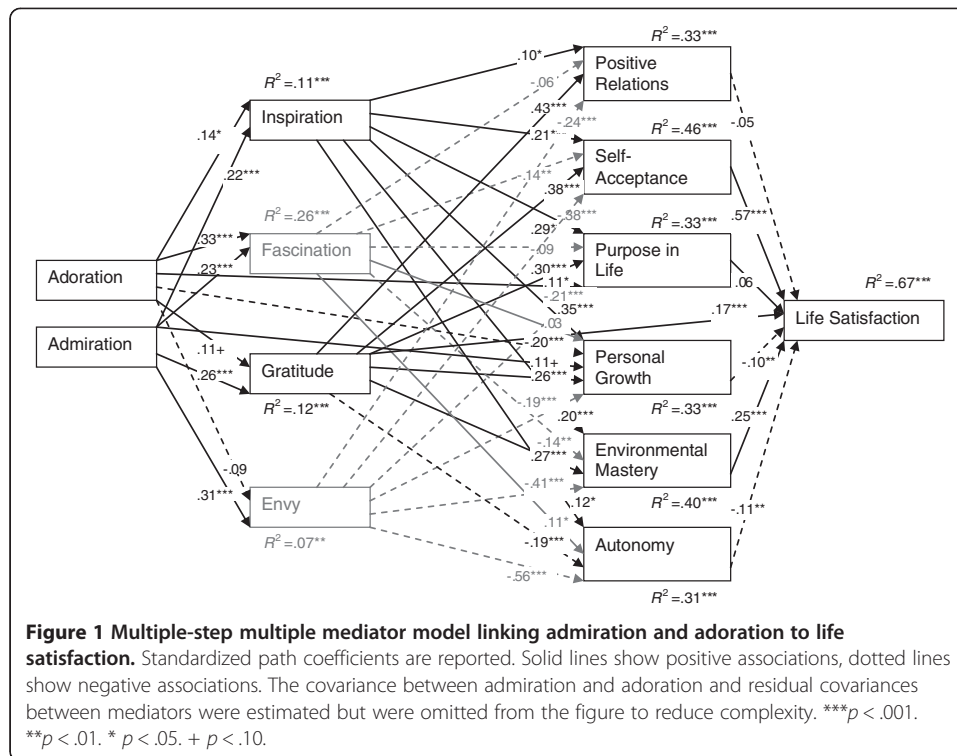 R² =.33***
Positive
Relations
R² =.11***
Inspiration
.10*
-.06
.43***
-.24***
.21*
-.05
.14*
.22***
R² =.46***
Self-
Acceptance
-.14**
.38***
.57***
R² =.26***
Fascination
-.38***
.29*
-.09
R² =.33***
Purpose in
Life
.33***
.23***
.30***
.11*
.06
R² =.67***
Adoration
-.21***
.35***
.03
.17***
Life Satisfaction
Admiration
.11+
.26***
-.20***
.11+
.26***
Personal
Growth
-.10**
R² =.33***
Gratitude
R² =.12***
-.19***
.20***
.25***
-.14**
.27***
Environmental
Mastery
-.09
.31***
-.41***
R² =.40***
Envy
R² =.07**
.12*
.11*
-.19***
-.11**
Autonomy
-.56***
R² =.31***
Figure 1 Multiple-step multiple mediator model linking admiration and adoration to life
satisfaction. Standardized path coefficients are reported. Solid lines show positive associations, dotted lines
show negative associations. The covariance between admiration and adoration and residual covariances
between mediators were estimated but were omitted from the figure to reduce complexity. ***p < .001.
**p < .01. * p < .05. + p < .10.